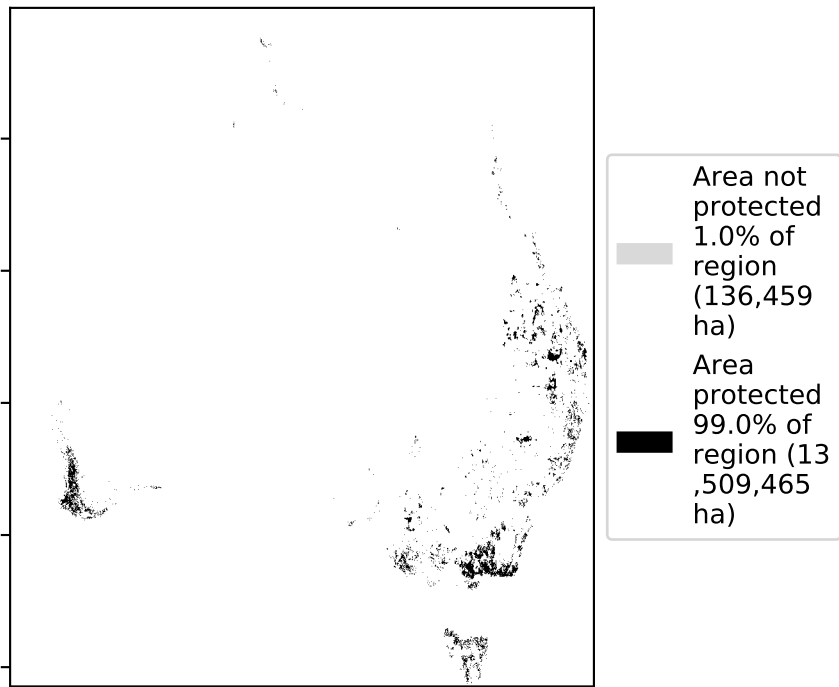 Area not
protected
1.0% of
region
(136,459
ha)
Area
protected
99.0% of
region (13
,509,465
ha)